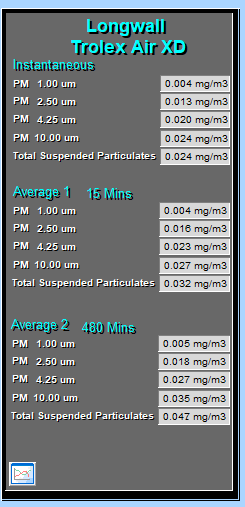 Longwall
Trolex Air XD
Instantaneous
PM 1.00 um 0.004 mg/m3
PM 2.50 um 0.013 mg/m3
PM 4.25 um 0.020 mg/m3
PM 10.00 um 0.024 mg/m3
Total Suspended Particulates 0.024 mg/m3
Average 1 15 Mins
PM 1.00 um 0.004 mg/m3
PM 2.50 um 0.016 mg/m3
PM 4.25 um 0.023 mg/m3
PM 10.00 um 0.027 mg/m3
Total Suspended Particulates 0.032 mg/m3
Average 2 480 Mins
PM 1.00 um 0.005 mg/m3
PM 2.50 um 0.018 mg/m3
PM 4.25 um 0.027 mg/m3
PM 10.00 um 0.035 mg/m3
Total Suspended Particulates 0.047 mg/m3